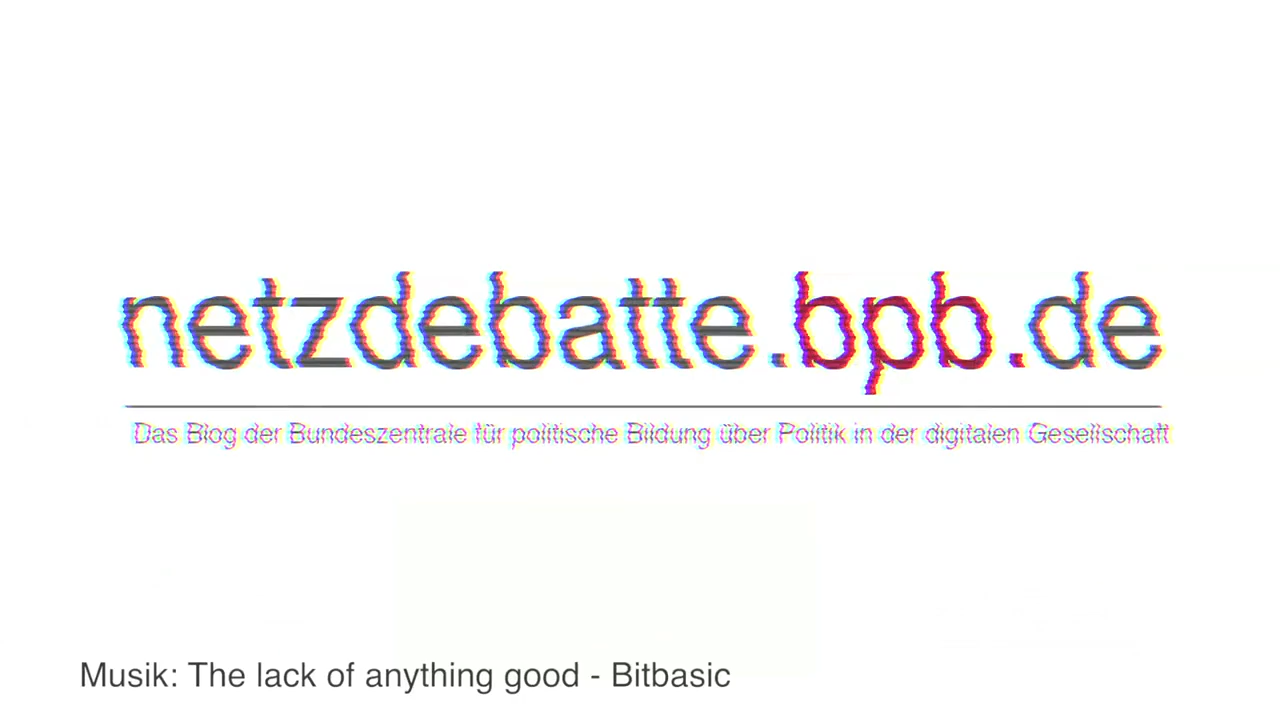 netzdebatte.bpb.de
Das Blog der Bundeszentrale für politische Bildung über Politik in der digitalen Gesellschaft
Musik: The lack of anything good - Bitbasic